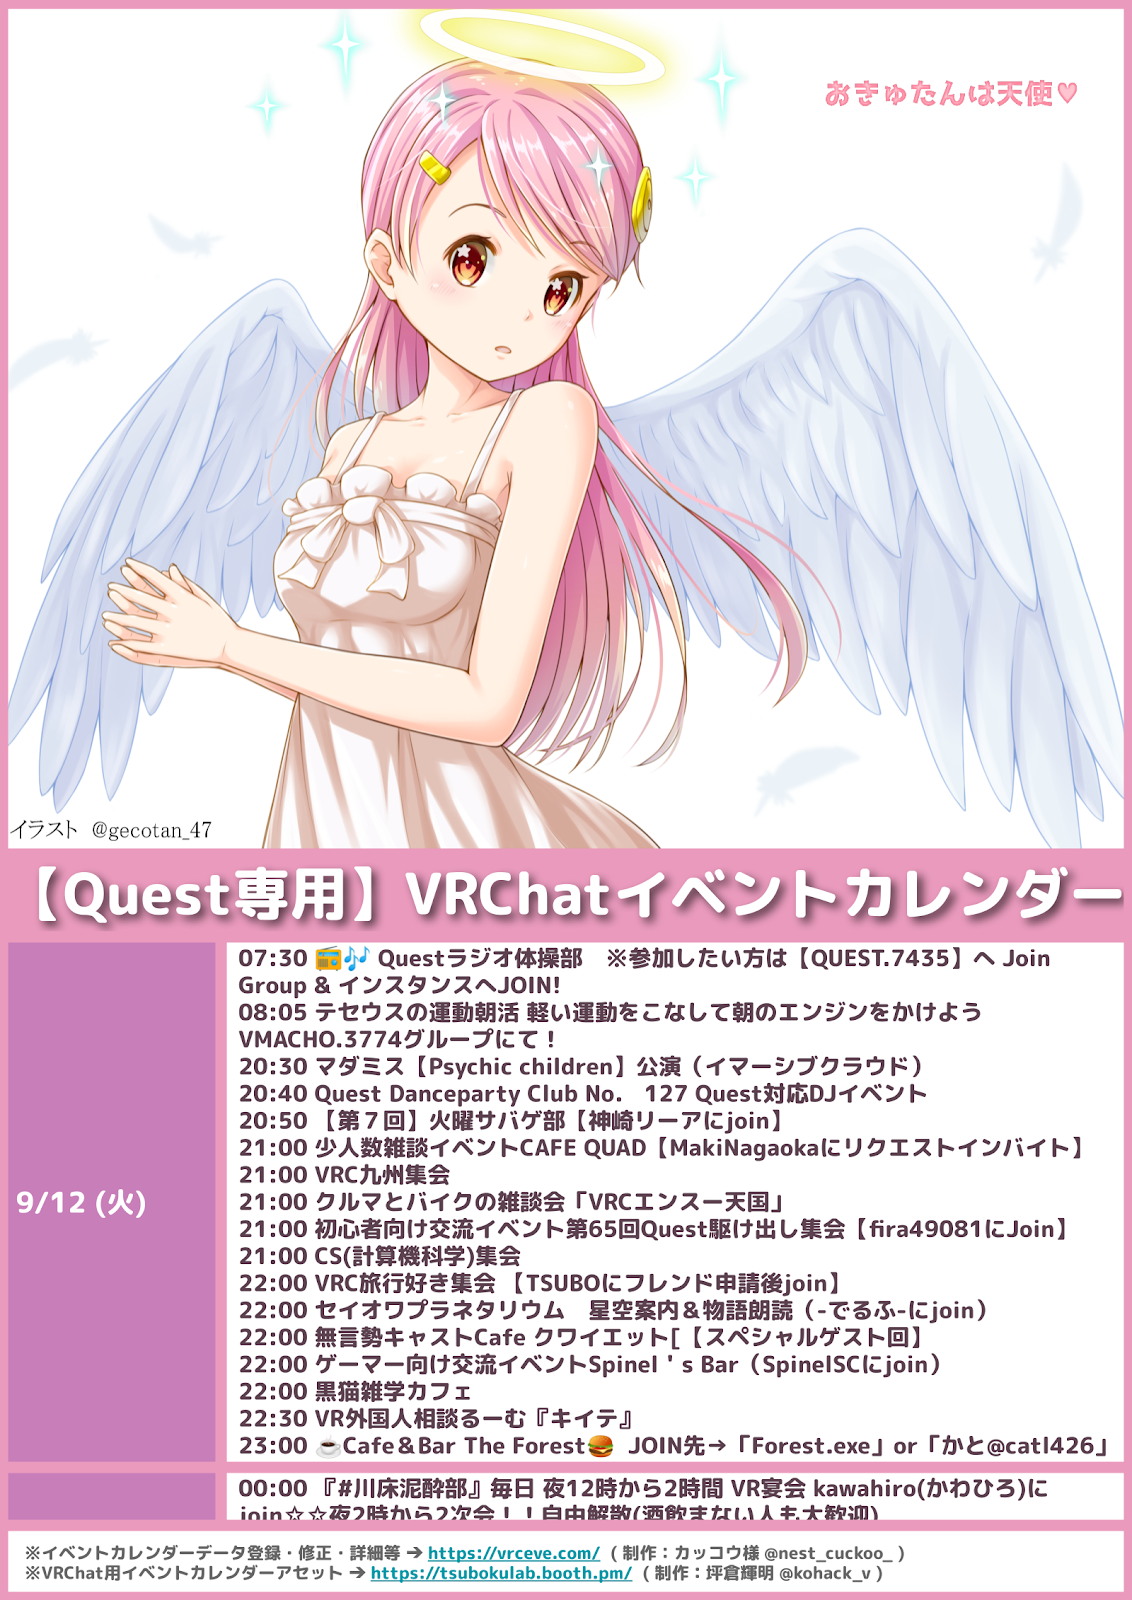 おきゅたんは天使♥
イラスト @gecotan_47
【Quest専用】VRChatイベントカレンダー
9/12 (火)
07:30 📻🎶 Questラジオ体操部　※参加したい方は【QUEST.7435】へ Join
Group & インスタンスへJOIN!
08:05 テセウスの運動朝活 軽い運動をこなして朝のエンジンをかけよう
VMACHO.3774グループにて！
20:30 マダミス【Psychic children】公演（イマーシブクラウド）
20:40 Quest Danceparty Club No.　127 Quest対応DJイベント
20:50 【第７回】火曜サバゲ部【神崎リーアにjoin】
21:00 少人数雑談イベントCAFE QUAD【MakiNagaokaにリクエストインバイト】
21:00 VRC九州集会
21:00 クルマとバイクの雑談会「VRCエンスー天国」
21:00 初心者向け交流イベント第65回Quest駆け出し集会【fira49081にJoin】
21:00 CS(計算機科学)集会
22:00 VRC旅行好き集会 【TSUBOにフレンド申請後join】
22:00 セイオワプラネタリウム　星空案内＆物語朗読（-でるふ-にjoin）
22:00 無言勢キャストCafe クワイエット[【スペシャルゲスト回】
22:00 ゲーマー向け交流イベントSpinel ' s Bar（SpinelSCにjoin）
22:00 黒猫雑学カフェ
22:30 VR外国人相談るーむ『キイテ』
23:00 ☕Cafe＆Bar The Forest🍔 JOIN先→「Forest.exe」or「かと@catl426」
00:00 『#川床泥酔部』毎日 夜12時から2時間 VR宴会 kawahiro(かわひろ)に
join☆☆夜2時から2次会！！自由解散(酒飲まない人も大歓迎)
※イベントカレンダーデータ登録・修正・詳細等 ➔ https://vrceve.com/ ( 制作：カッコウ様 @nest_cuckoo_ )
※VRChat用イベントカレンダーアセット ➔ https://tsubokulab.booth.pm/ ( 制作：坪倉輝明 @kohack_v )